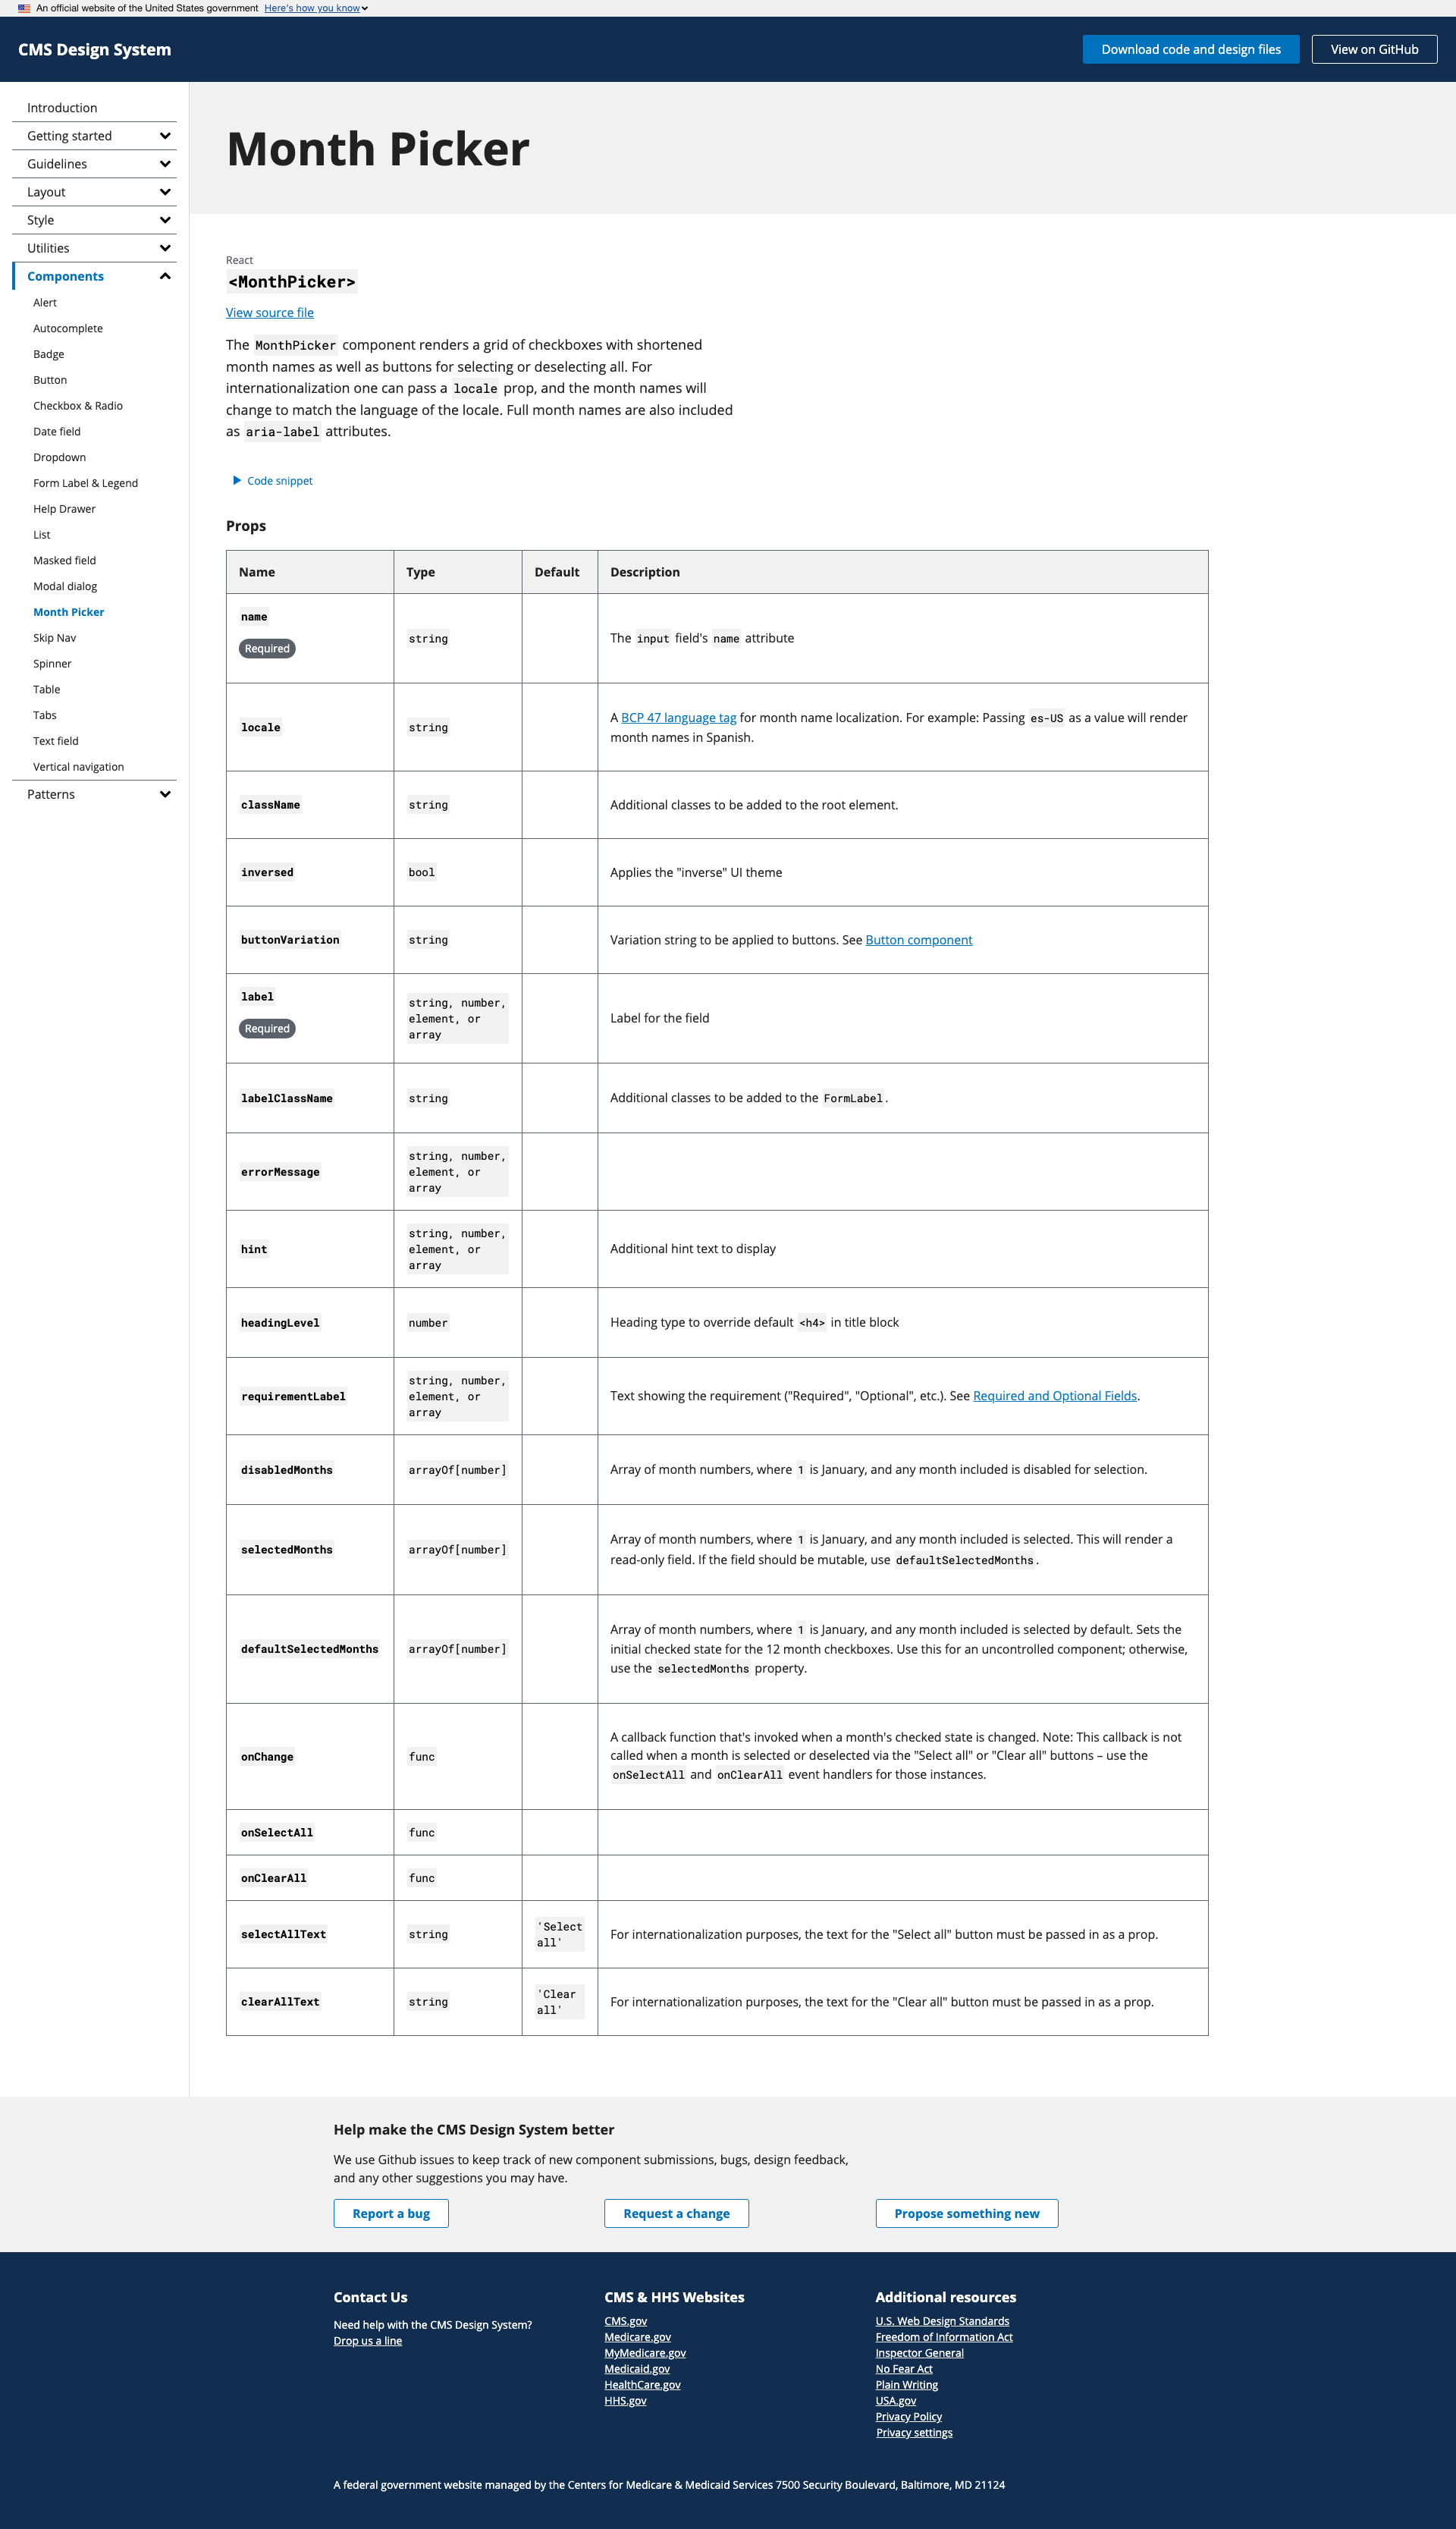 An official website of the United States government Here's how you know
CMS Design System
Download code and design files
View on GitHub
Introduction
Getting started
Guidelines
Layout
Style
Utilities
Components
Alert
Autocomplete
Badge
Button
Checkbox & Radio
Date field
Dropdown
Form Label & Legend
Help Drawer
List
Masked field
Modal dialog
Month Picker
Skip Nav
Spinner
Table
Tabs
Text field
Vertical navigation
Patterns
Month Picker
React
<MonthPicker>
View source file
The MonthPicker component renders a grid of checkboxes with shortened
month names as well as buttons for selecting or deselecting all. For
internationalization one can pass a locale prop, and the month names will
change to match the language of the locale. Full month names are also included
as aria-label attributes.
Code snippet
Props
Name Type Default Description
name
Required
string
The input field's name attribute
locale
string
A BCP 47 language tag for month name localization. For example: Passing es-US as a value will render
month names in Spanish.
className
string
Additional classes to be added to the root element.
inversed
bool
Applies the "inverse" UI theme
buttonVariation
string
Variation string to be applied to buttons. See Button component
label
Required
string, number,
element, or
array
Label for the field
labelClassName
string
Additional classes to be added to the FormLabel.
errorMessage
string, number,
element, or
array
hint
string, number,
element, or
array
Additional hint text to display
headingLevel
number
Heading type to override default <h4> in title block
requirementLabel
string, number,
element, or
array
Text showing the requirement ("Required", "Optional", etc.). See Required and Optional Fields.
disabledMonths
arrayOf[number]
Array of month numbers, where 1 is January, and any month included is disabled for selection.
selectedMonths
arrayOf[number]
Array of month numbers, where 1 is January, and any month included is selected. This will render a
read-only field. If the field should be mutable, use defaultSelectedMonths.
defaultSelectedMonths
arrayOf[number]
Array of month numbers, where 1 is January, and any month included is selected by default. Sets the
initial checked state for the 12 month checkboxes. Use this for an uncontrolled component; otherwise,
use the selectedMonths property.
onChange
func
A callback function that's invoked when a month's checked state is changed. Note: This callback is not
called when a month is selected or deselected via the "Select all" or "Clear all" buttons – use the
onSelectAll and onClearAll event handlers for those instances.
onSelectAll
func
onClearAll
func
selectAllText
string
'Select
all'
For internationalization purposes, the text for the "Select all" button must be passed in as a prop.
clearAllText
string
'Clear
all'
For internationalization purposes, the text for the "Clear all" button must be passed in as a prop.
Help make the CMS Design System better
We use Github issues to keep track of new component submissions, bugs, design feedback,
and any other suggestions you may have.
Report a bug
Request a change
Propose something new
Contact Us
Need help with the CMS Design System?
Drop us a line
CMS & HHS Websites
CMS.gov
Medicare.gov
MyMedicare.gov
Medicaid.gov
HealthCare.gov
HHS.gov
Additional resources
U.S. Web Design Standards
Freedom of Information Act
Inspector General
No Fear Act
Plain Writing
USA.gov
Privacy Policy
Privacy settings
A federal government website managed by the Centers for Medicare & Medicaid Services 7500 Security Boulevard, Baltimore, MD 21124